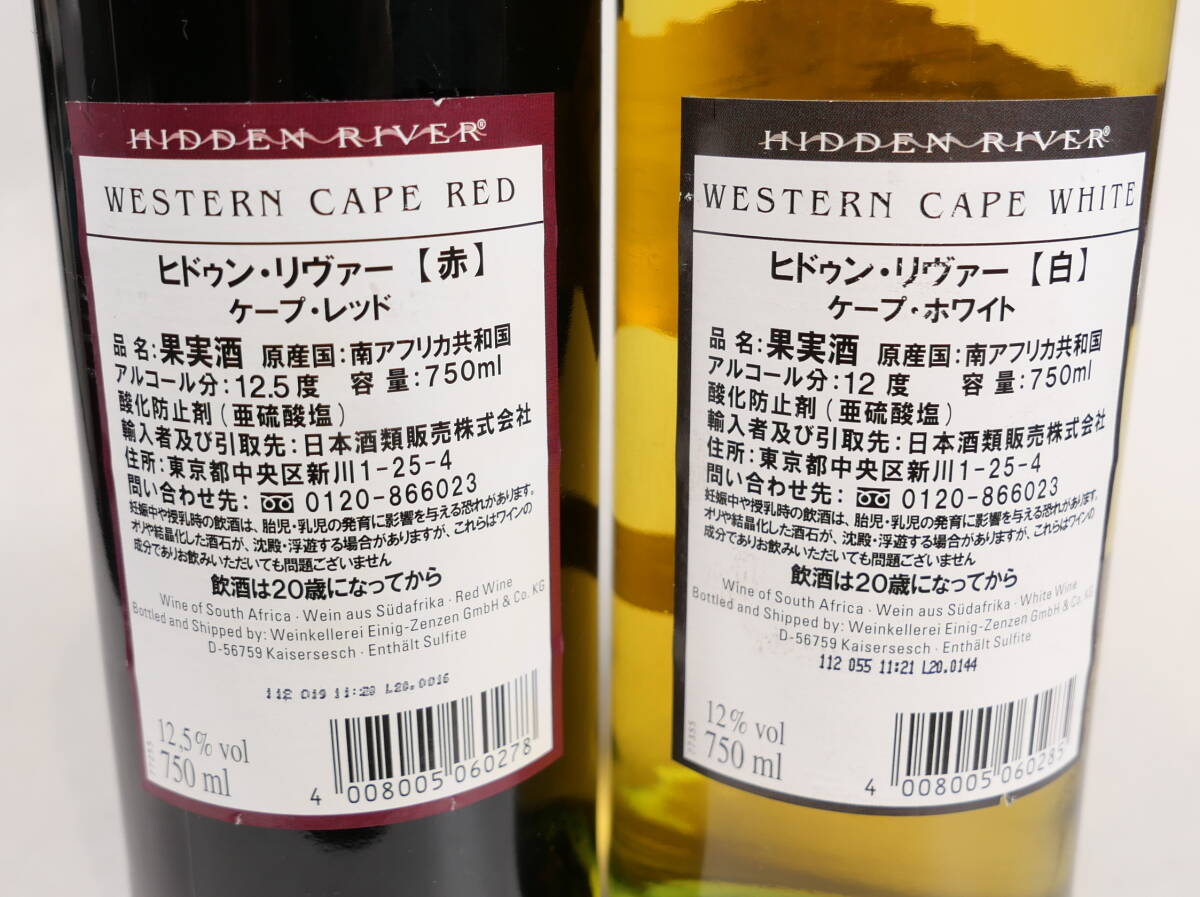 HIDDEN RIVER®
WESTERN CAPE RED
ヒドゥン・リヴァー【赤】
ケープ・レッド
品 名：果実酒 原産国：南アフリカ共和国
アルコール分：12.5度 容 量：750ml
酸化防止剤（亜硫酸塩）
輸入者及び引取先：日本酒類販売株式会社
住所：東京都中央区新川1-25-4
問い合わせ先： 0120-866023
妊娠中や授乳時の飲酒は、胎児・乳児の発育に影響を与える恐れがあります。
オリや結晶化した酒石が、沈殿・浮遊する場合がありますが、これらはワインの
成分でありお飲みいただいても問題ございません
飲酒は20歳になってから
Wine of South Africa · Wein aus Südafrika · Red Wine
Bottled and Shipped by: Weinkellerei Einig-Zenzen GmbH & Co. KG
D-56759 Kaisersesch · Enthält Sulfite
112 019 11:20 L20.0016
12,5% vol
750 ml
4 008005 060278
HIDDEN RIVER®
WESTERN CAPE WHITE
ヒドゥン・リヴァー【白】
ケープ・ホワイト
品 名：果実酒 原産国：南アフリカ共和国
アルコール分：12 度 容 量：750ml
酸化防止剤（亜硫酸塩）
輸入者及び引取先：日本酒類販売株式会社
住所：東京都中央区新川1-25-4
問い合わせ先： 0120-866023
妊娠中や授乳時の飲酒は、胎児・乳児の発育に影響を与える恐れがあります。
オリや結晶化した酒石が、沈殿・浮遊する場合がありますが、これらはワインの
成分でありお飲みいただいても問題ございません
飲酒は20歳になってから
Wine of South Africa · Wein aus Südafrika · White Wine
Bottled and Shipped by: Weinkellerei Einig-Zenzen GmbH & Co. KG
D-56759 Kaisersesch · Enthält Sulfite
112 055 11:21 L20.0144
12% vol
750 ml
77355
4 008005 060285